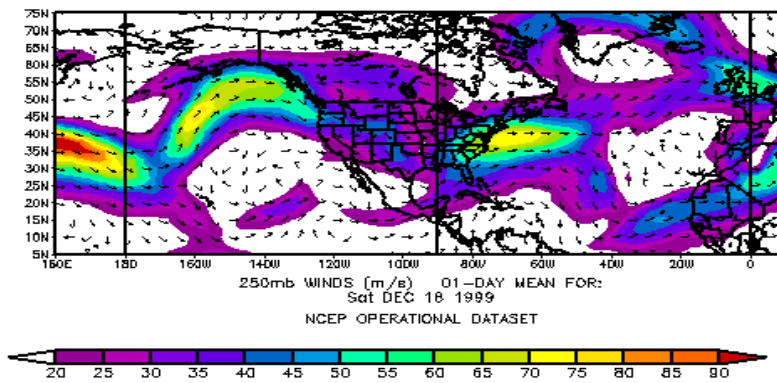 75N
70N
65N
60N
55N
50N
45N
40N
35N
30N
25N
20N
15N
10N
5N
160E 180 160W 140W 120W 100W 80W 60W 40W 20W 0
250mb WINDS (m/s) 01-DAY MEAN FOR:
Sat DEC 18 1999
NCEP OPERATIONAL DATASET
20 25 30 35 40 45 50 55 60 65 70 75 80 85 90